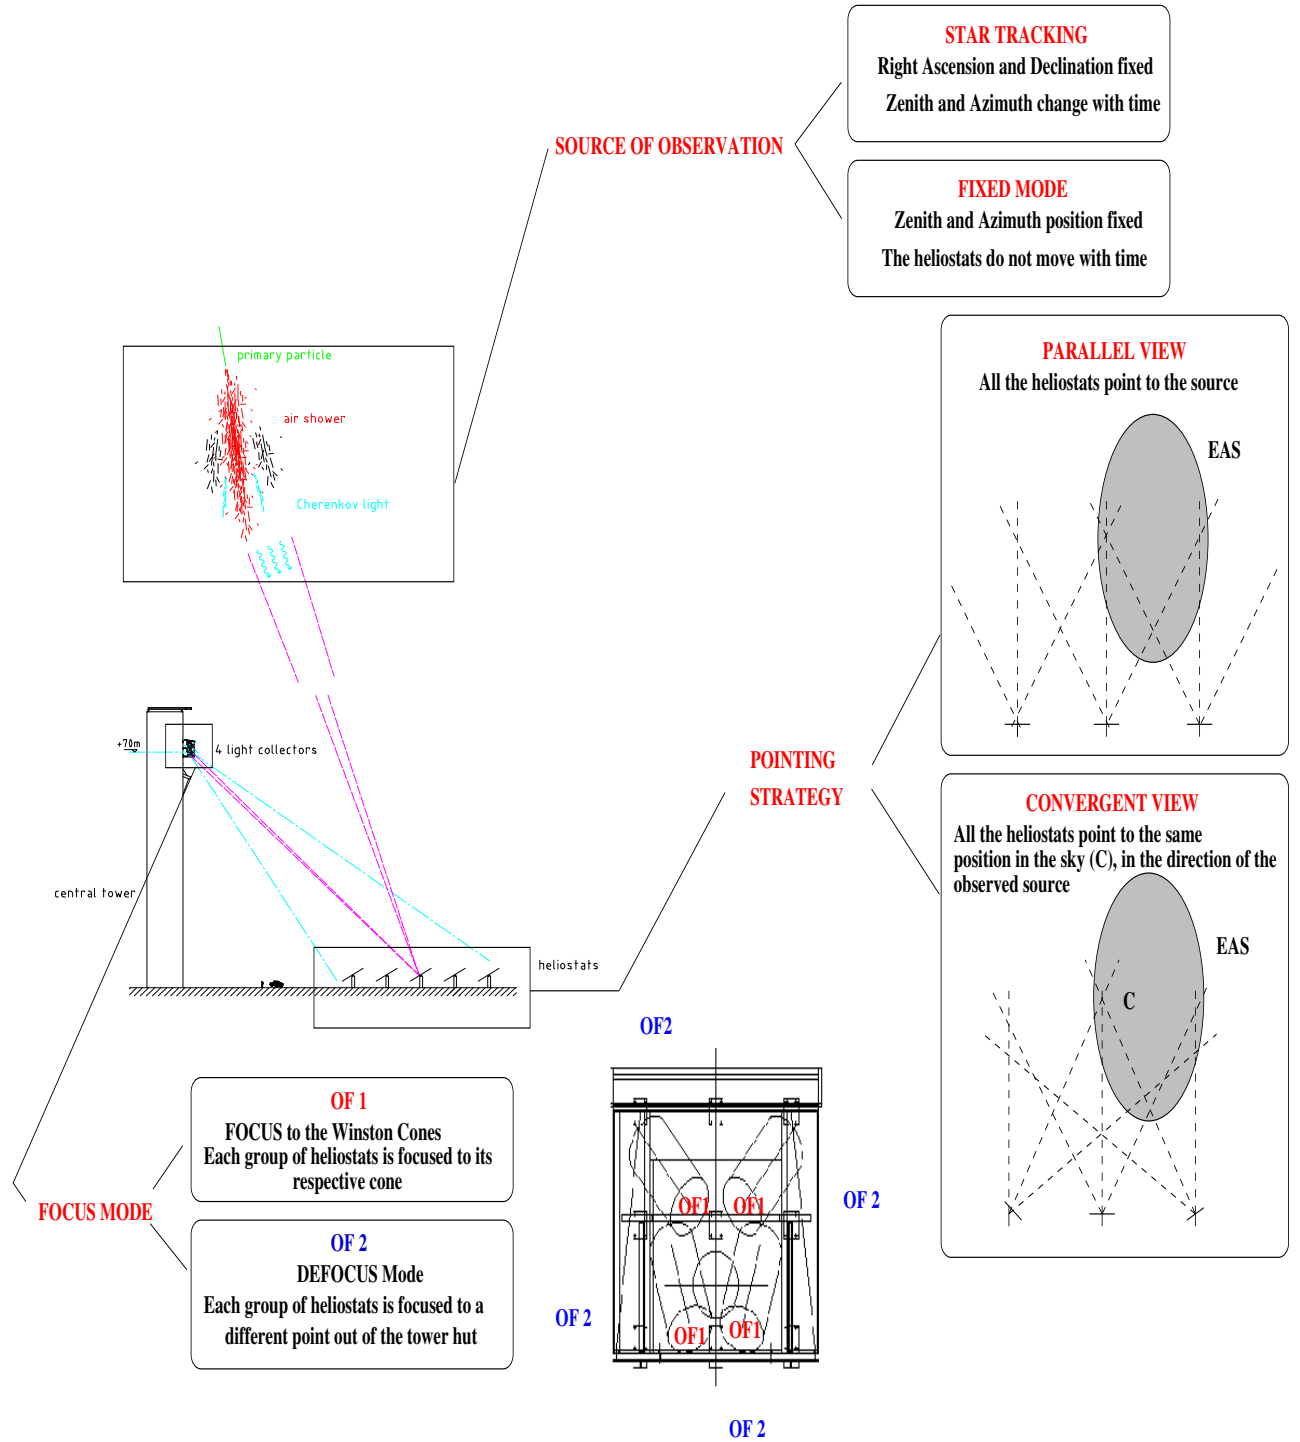 STAR TRACKING
Right Ascension and Declination fixed
Zenith and Azimuth change with time
SOURCE OF OBSERVATION
FIXED MODE
Zenith and Azimuth position fixed
The heliostats do not move with time
primary particle
air shower
Cherenkov light
PARALLEL VIEW
All the heliostats point to the source
EAS
+70m
4 light collectors
central tower
heliostats
POINTING
STRATEGY
CONVERGENT VIEW
All the heliostats point to the same
position in the sky (C), in the direction of the
observed source
EAS
C
FOCUS MODE
OF 1
FOCUS to the Winston Cones
Each group of heliostats is focused to its
respective cone
OF 2
DEFOCUS Mode
Each group of heliostats is focused to a
different point out of the tower hut
OF2
OF1 OF1
OF 2
OF 2
OF1 OF1
OF 2